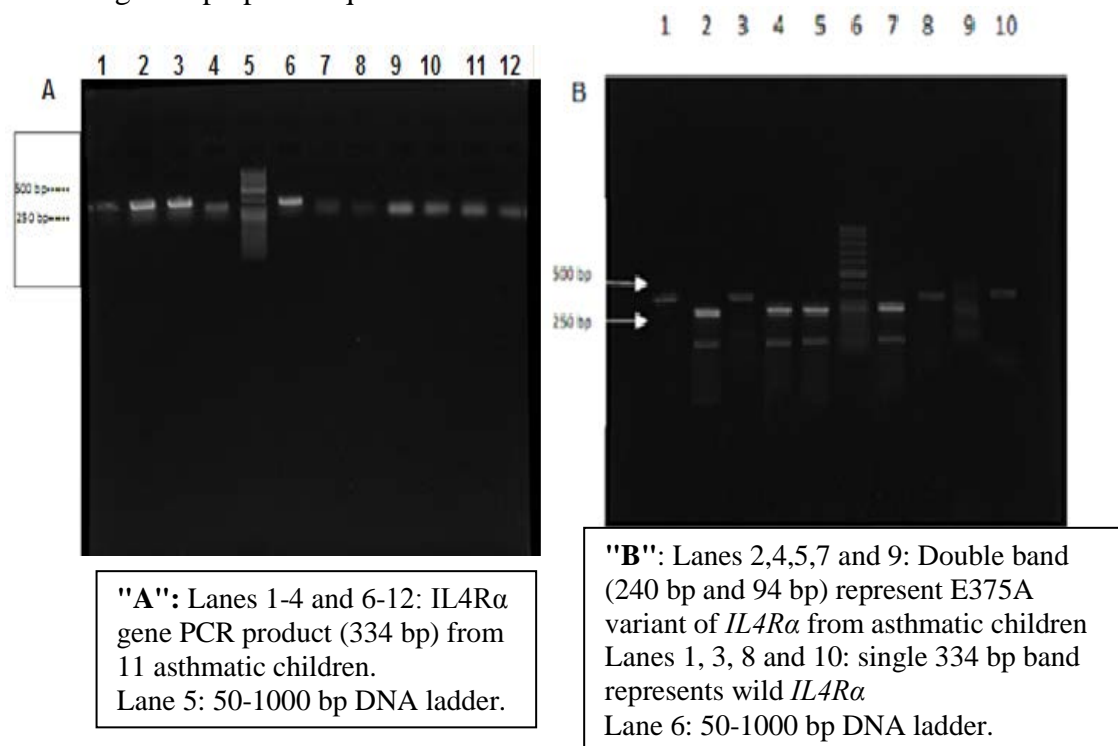 1 2 3 4 5 6 7 8 9 10 11 12
A
500 bp
250 bp
"A": Lanes 1-4 and 6-12: IL4Rα
gene PCR product (334 bp) from
11 asthmatic children.
Lane 5: 50-1000 bp DNA ladder.
1 2 3 4 5 6 7 8 9 10
B
500 bp
250 bp
"B": Lanes 2,4,5,7 and 9: Double band
(240 bp and 94 bp) represent E375A
variant of IL4Rα from asthmatic children
Lanes 1, 3, 8 and 10: single 334 bp band
represents wild IL4Rα
Lane 6: 50-1000 bp DNA ladder.